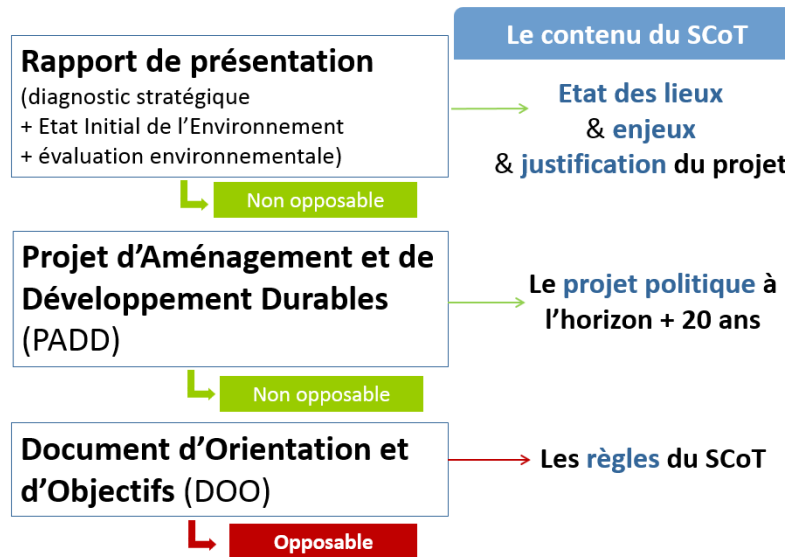 Le contenu du SCoT
Rapport de présentation
(diagnostic stratégique
+ Etat Initial de l'Environnement
+ évaluation environnementale)
Etat des lieux
& enjeux
& justification du projet
Non opposable
Projet d'Aménagement et de
Développement Durables
(PADD)
Le projet politique à
l'horizon + 20 ans
Non opposable
Document d'Orientation et
d'Objectifs (DOO)
Les règles du SCoT
Opposable